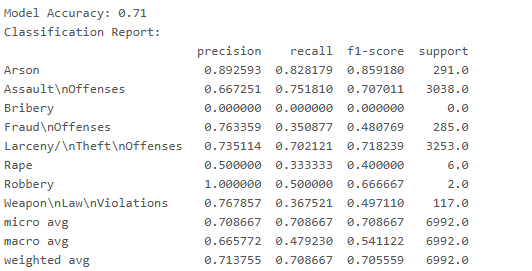 Model Accuracy: 0.71
Classification Report:
precision recall f1-score support
Arson 0.892593 0.828179 0.859180 291.0
Assault\nOffenses 0.667251 0.751810 0.707011 3038.0
Bribery 0.000000 0.000000 0.000000 0.0
Fraud\nOffenses 0.763359 0.350877 0.480769 285.0
Larceny/\nTheft\nOffenses 0.735114 0.702121 0.718239 3253.0
Rape 0.500000 0.333333 0.400000 6.0
Robbery 1.000000 0.500000 0.666667 2.0
Weapon\nLaw\nViolations 0.767857 0.367521 0.497110 117.0
micro avg 0.708667 0.708667 0.708667 6992.0
macro avg 0.665772 0.479230 0.541122 6992.0
weighted avg 0.713755 0.708667 0.705559 6992.0